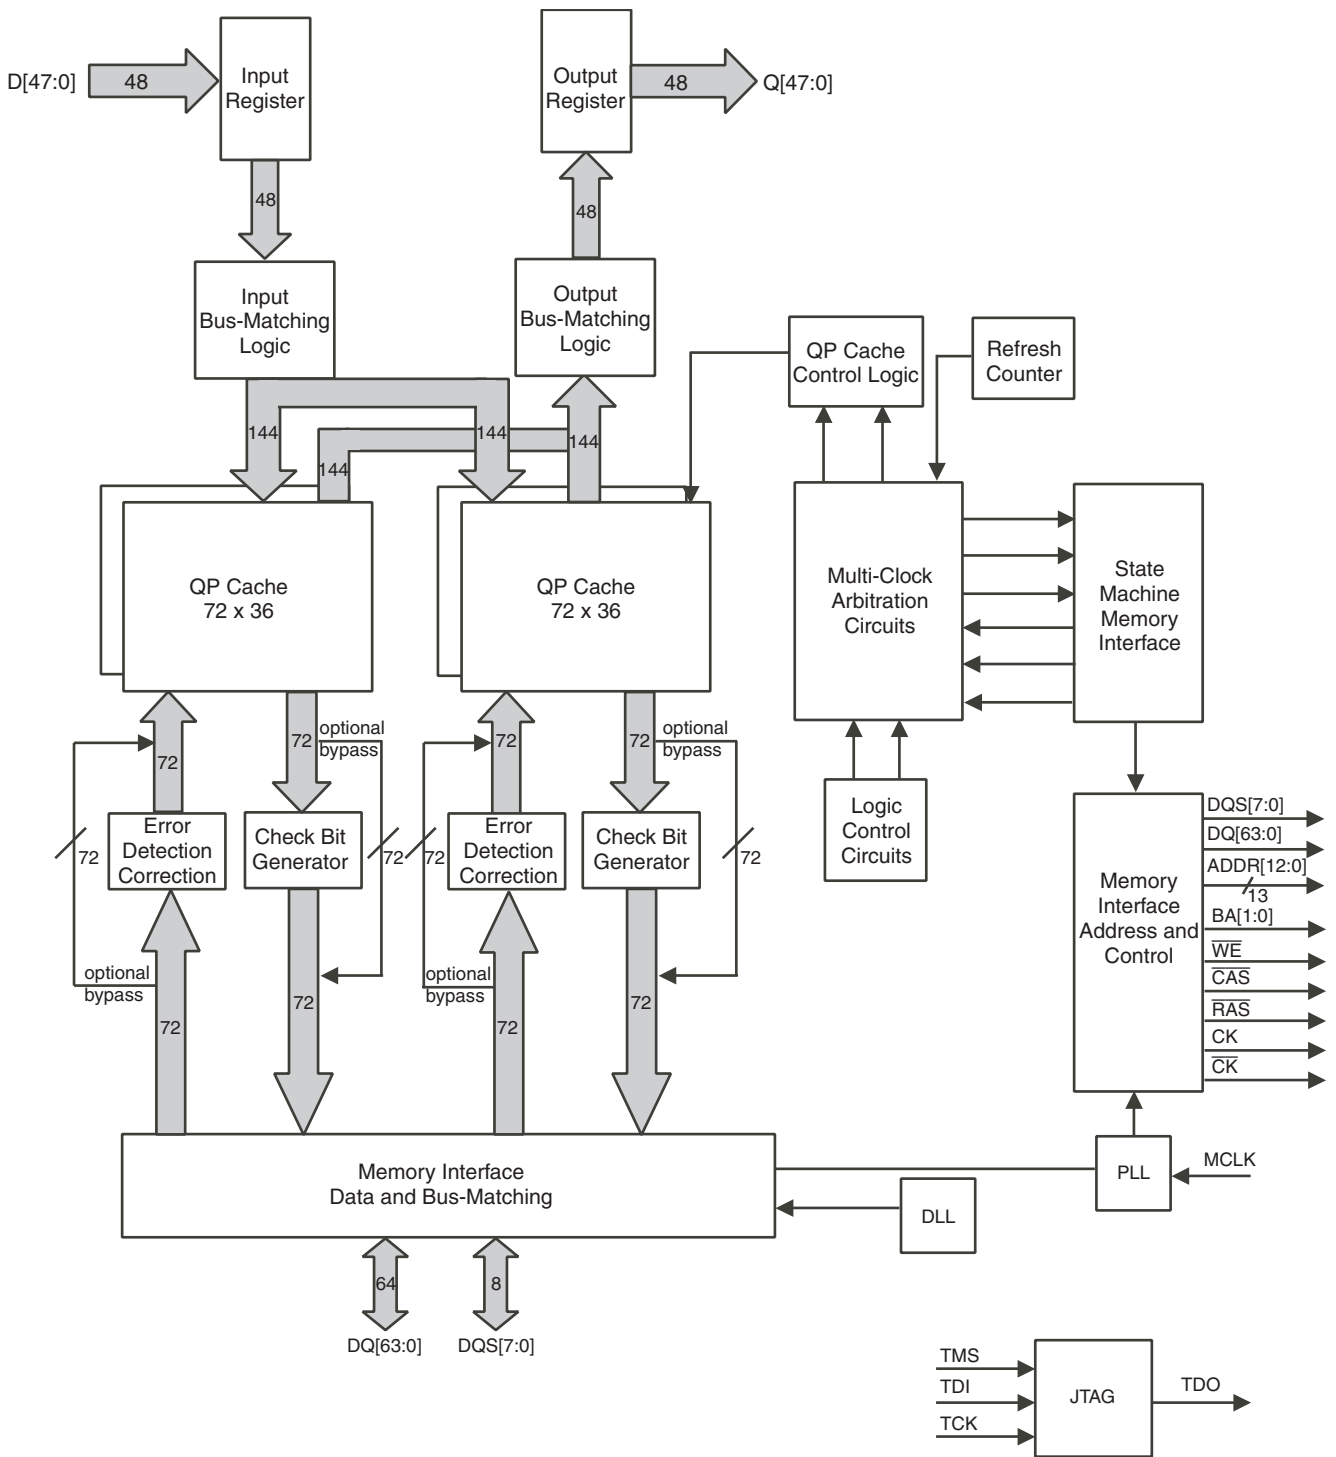 D[47:0]
48
Input
Register
Output
Register
48
Q[47:0]
48
48
Input
Bus-Matching
Logic
Output
Bus-Matching
Logic
QP Cache
Control Logic
Refresh
Counter
144
144
144
144
QP Cache
72 x 36
QP Cache
72 x 36
Multi-Clock
Arbitration
Circuits
State
Machine
Memory
Interface
72
72
optional
bypass
72
72
optional
bypass
72
Error
Detection
Correction
Check Bit
Generator
72
72
Error
Detection
Correction
Check Bit
Generator
72
Logic
Control
Circuits
Memory
Interface
Address and
Control
DQS[7:0]
DQ[63:0]
ADDR[12:0]
13
BA[1:0]
WE
CAS
RAS
CK
CK
optional
bypass
72
72
optional
bypass
72
72
Memory Interface
Data and Bus-Matching
PLL
MCLK
DLL
64
8
DQ[63:0]
DQS[7:0]
TMS
TDI
TCK
JTAG
TDO